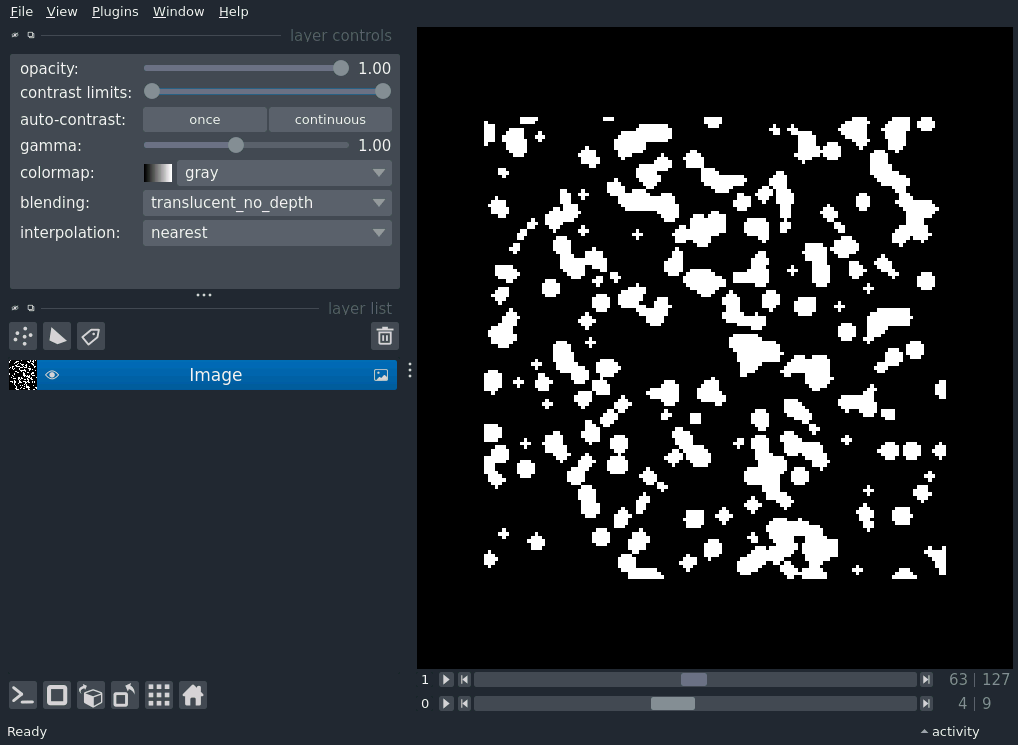 File View Plugins Window Help
layer controls
opacity: 1.00
contrast limits:
auto-contrast: once continuous
gamma: 1.00
colormap: gray
blending: translucent_no_depth
interpolation: nearest
layer list
Image
1 63 | 127
0 4 | 9
Ready activity